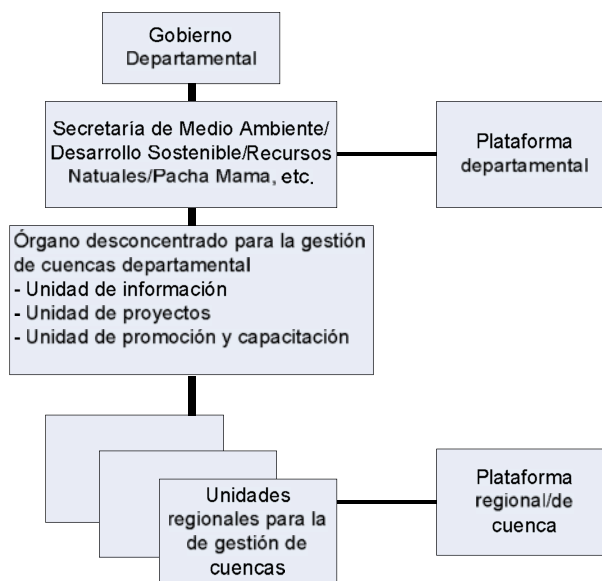 Gobierno
Departamental
Secretaría de Medio Ambiente/
Desarrollo Sostenible/Recursos
Natuales/Pacha Mama, etc.
Plataforma
departamental
Órgano desconcentrado para la gestión
de cuencas departamental
- Unidad de información
- Unidad de proyectos
- Unidad de promoción y capacitación
Unidades
regionales para la
de gestión de
cuencas
Plataforma
regional/de
cuenca